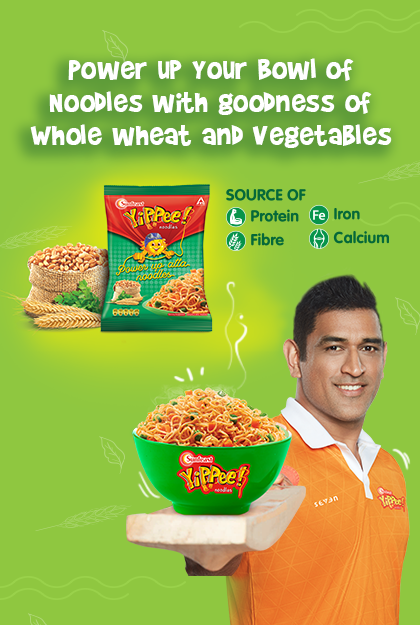 Power up Your Bowl of
Noodles with goodness of
Whole Wheat and Vegetables
SOURCE OF
Protein
Fe
Iron
Fibre
Calcium
Sunfeast
YiPPee!
noodles
Power up atta
noodles
Sunfeast
YiPPee!
noodles
seven
YiPPee!